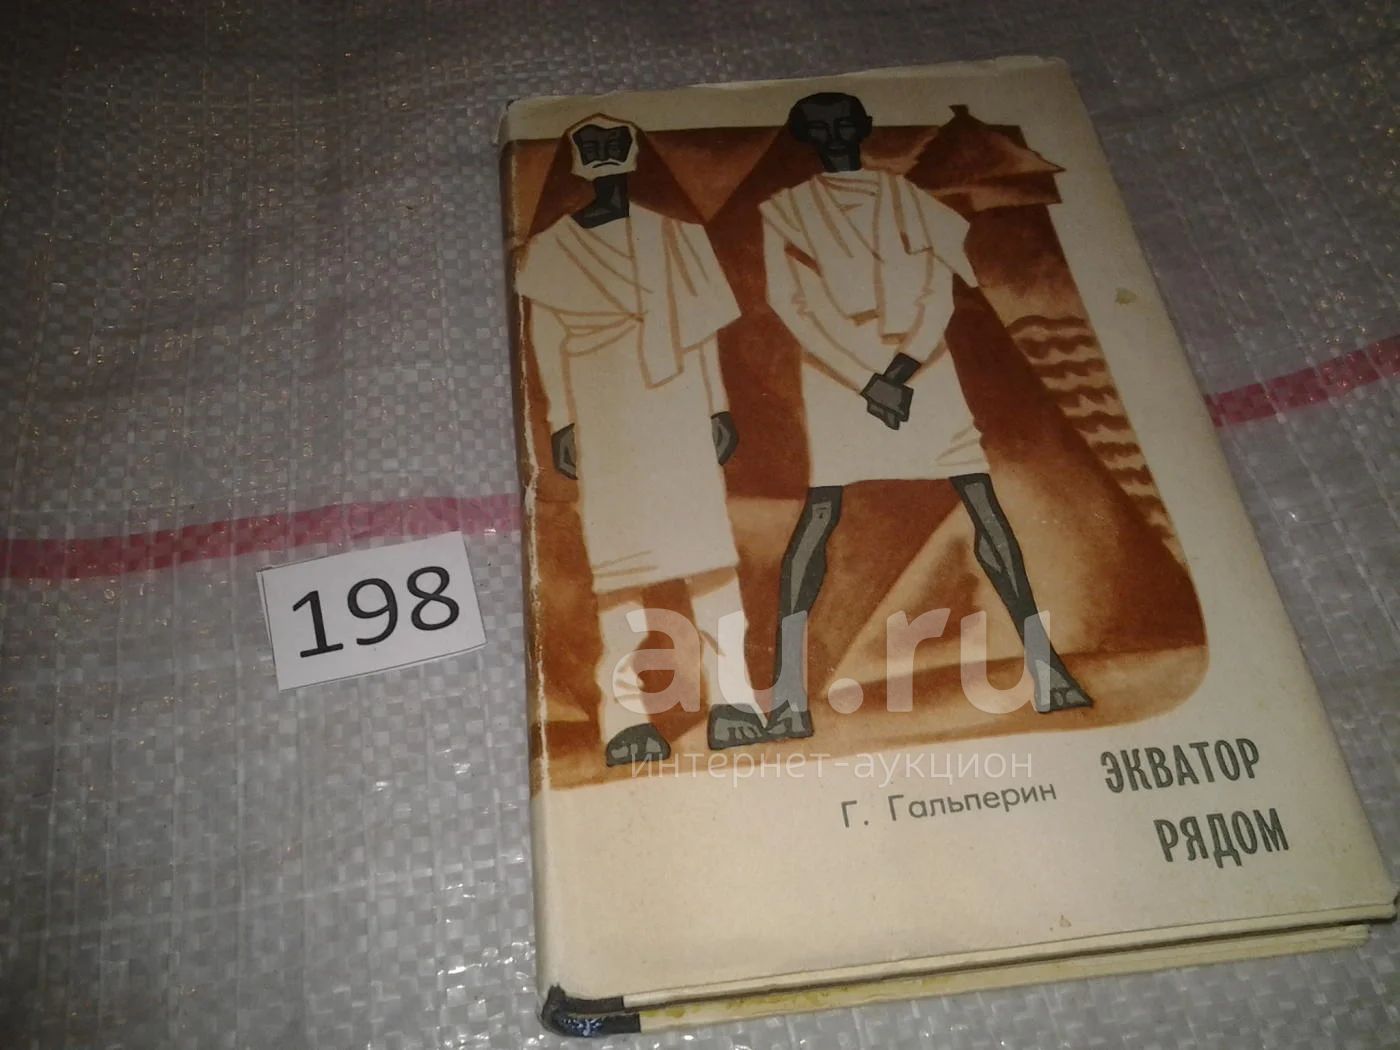 198
au.ru
интернет-аукцион
Г. Гальперин
ЭКВАТОР
РЯДОМ